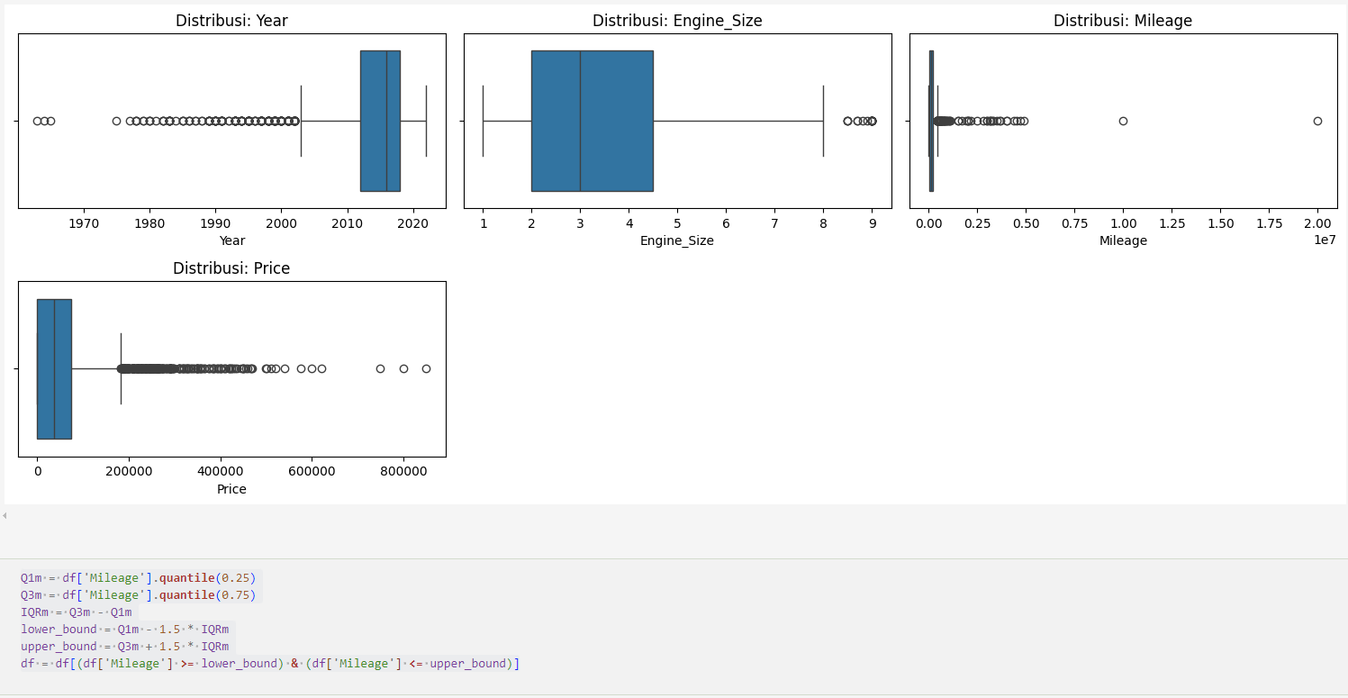 Distribusi: Year
Distribusi: Engine_Size
Distribusi: Mileage
1970 1980 1990 2000 2010 2020
Year
1 2 3 4 5 6 7 8 9
Engine_Size
0.00 0.25 0.50 0.75 1.00 1.25 1.50 1.75 2.00
1e7
Mileage
Distribusi: Price
0 200000 400000 600000 800000
Price
Q1m = df['Mileage'].quantile(0.25)
Q3m = df['Mileage'].quantile(0.75)
IQRm = Q3m - Q1m
lower_bound = Q1m - 1.5 * IQRm
upper_bound = Q3m + 1.5 * IQRm
df = df[(df['Mileage'] >= lower_bound) & (df['Mileage'] <= upper_bound)]